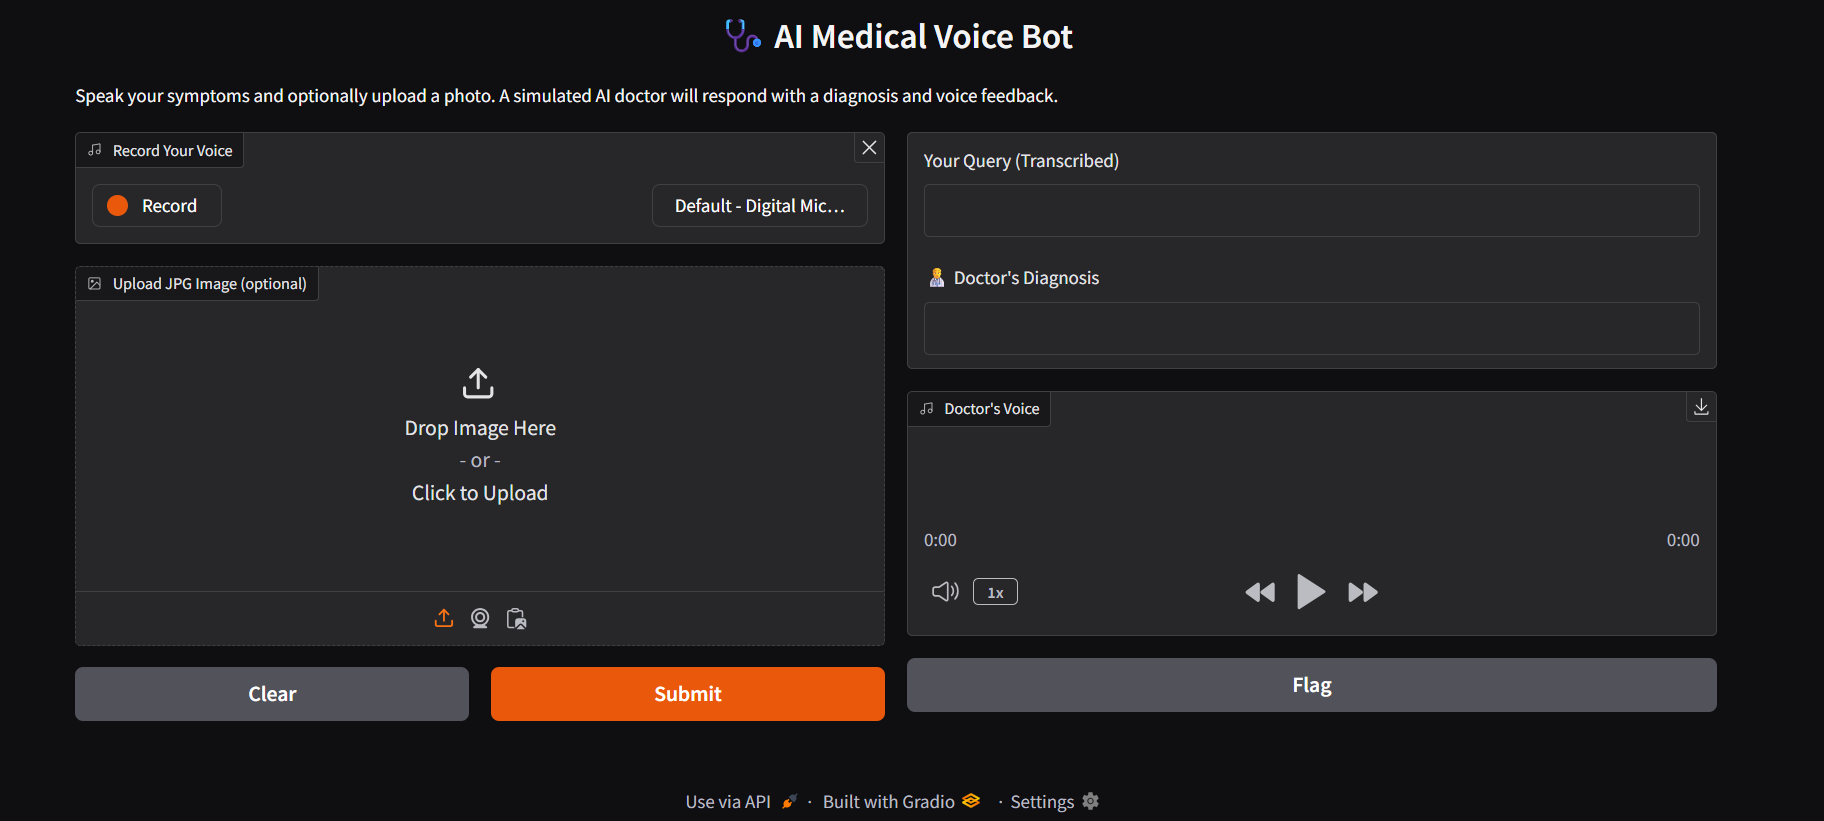 AI Medical Voice Bot
Speak your symptoms and optionally upload a photo. A simulated AI doctor will respond with a diagnosis and voice feedback.
Record Your Voice
Record
Default - Digital Mic...
Upload JPG Image (optional)
Drop Image Here
- or -
Click to Upload
Clear
Submit
Your Query (Transcribed)
Doctor's Diagnosis
Doctor's Voice
0:00
0:00
1x
Flag
Use via API · Built with Gradio · Settings